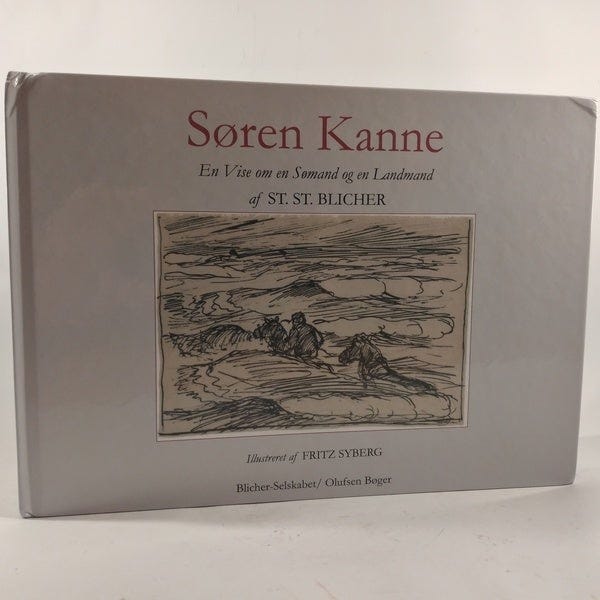 Søren Kanne
En Vise om en Sømand og en Landmand
af ST. ST. BLICHER
Illustreret af FRITZ SYBERG
Blicher-Selskabet/ Olufsen Bøger